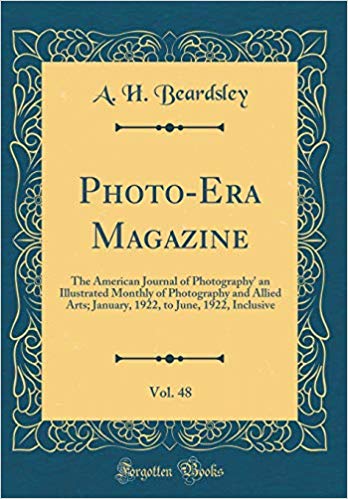 A. H. Beardsley
Photo-Era
Magazine
The American Journal of Photography' an
Illustrated Monthly of Photography and Allied
Arts; January, 1922, to June, 1922, Inclusive
Vol. 48
Forgotten Books